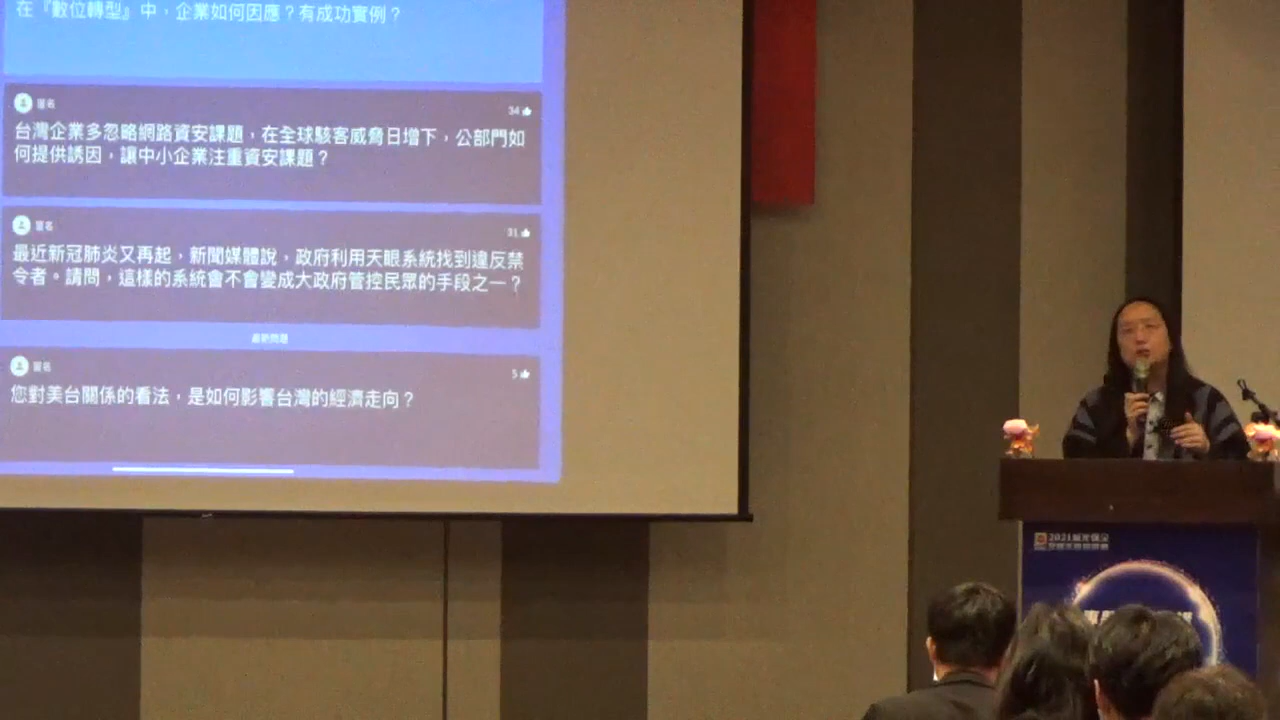 在『數位轉型』中，企業如何因應？有成功實例？
匿名
34
台灣企業多忽略網路資安課題，在全球駭客威脅日增下，公部門如
何提供誘因，讓中小企業注重資安課題？
匿名
31
最近新冠肺炎又再起，新聞媒體說，政府利用天眼系統找到違反禁
令者。請問，這樣的系統會不會變成大政府管控民眾的手段之一？
最新問題
匿名
5
您對美台關係的看法，是如何影響台灣的經濟走向？
2021